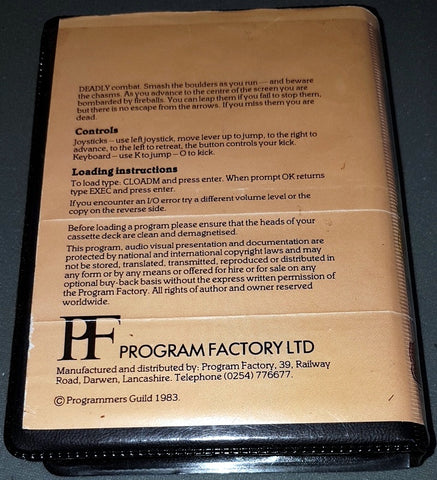 DEADLY combat. Smash the boulders as you run — and beware
the chasms. As you advance to the centre of the screen you are
bombarded by fireballs. You can leap them if you fail to stop them,
but there is no escape from the arrows. If you miss them you are
dead.
Controls
Joysticks – use left joystick, move lever up to jump, to the right to
advance, to the left to retreat, the button controls your kick.
Keyboard – use K to jump – O to kick.
Loading instructions
To load type: CLOADM and press enter. When prompt OK returns
type EXEC and press enter.
If you encounter an I/O error try a different volume level or the
copy on the reverse side.
Before loading a program please ensure that the heads of your
cassette deck are clean and demagnetised.
This program, audio visual presentation and documentation are
protected by national and international copyright laws and may
not be stored, translated, transmitted, reproduced or distributed in
any form or by any means or offered for hire or for sale on any
optional buy-back basis without the express written permission of
the Program Factory. All rights of author and owner reserved
worldwide.
PF PROGRAM FACTORY LTD
Manufactured and distributed by: Program Factory, 39, Railway
Road, Darwen, Lancashire. Telephone (0254) 776677.
© Programmers Guild 1983.